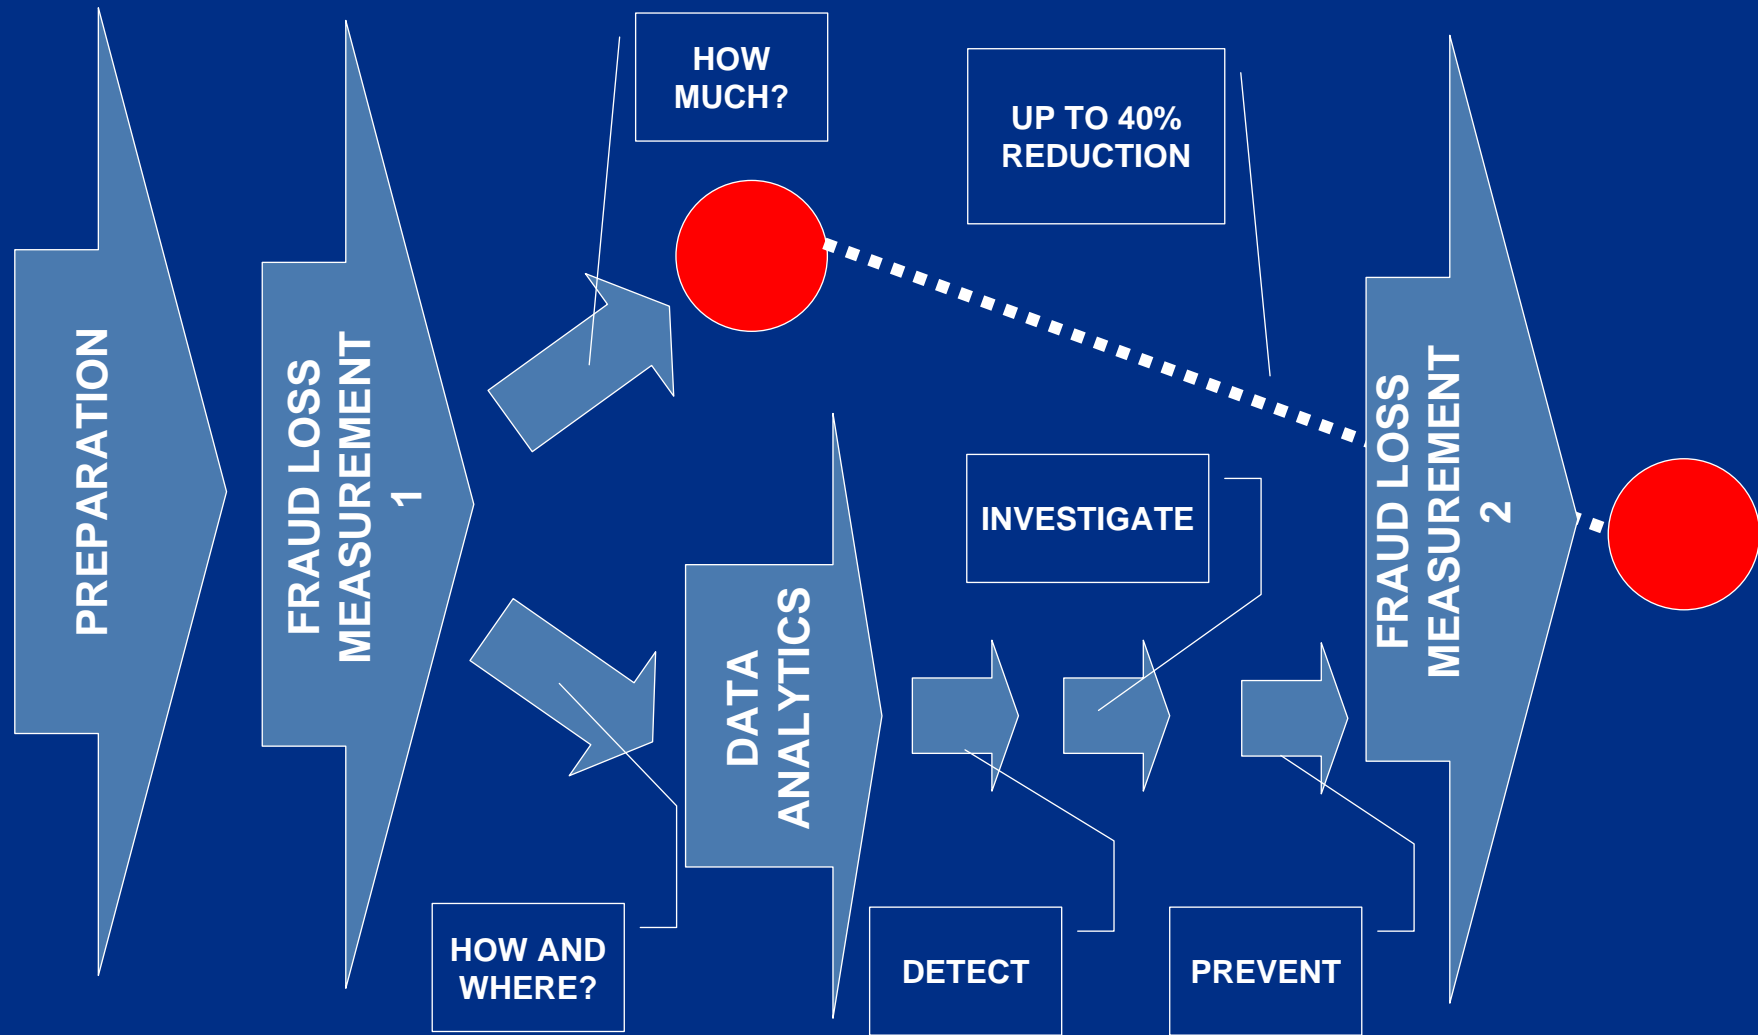 PREPARATION
FRAUD LOSS
MEASUREMENT
1
HOW
MUCH?
HOW AND
WHERE?
DATA
ANALYTICS
UP TO 40%
REDUCTION
INVESTIGATE
DETECT
PREVENT
FRAUD LOSS
MEASUREMENT
2